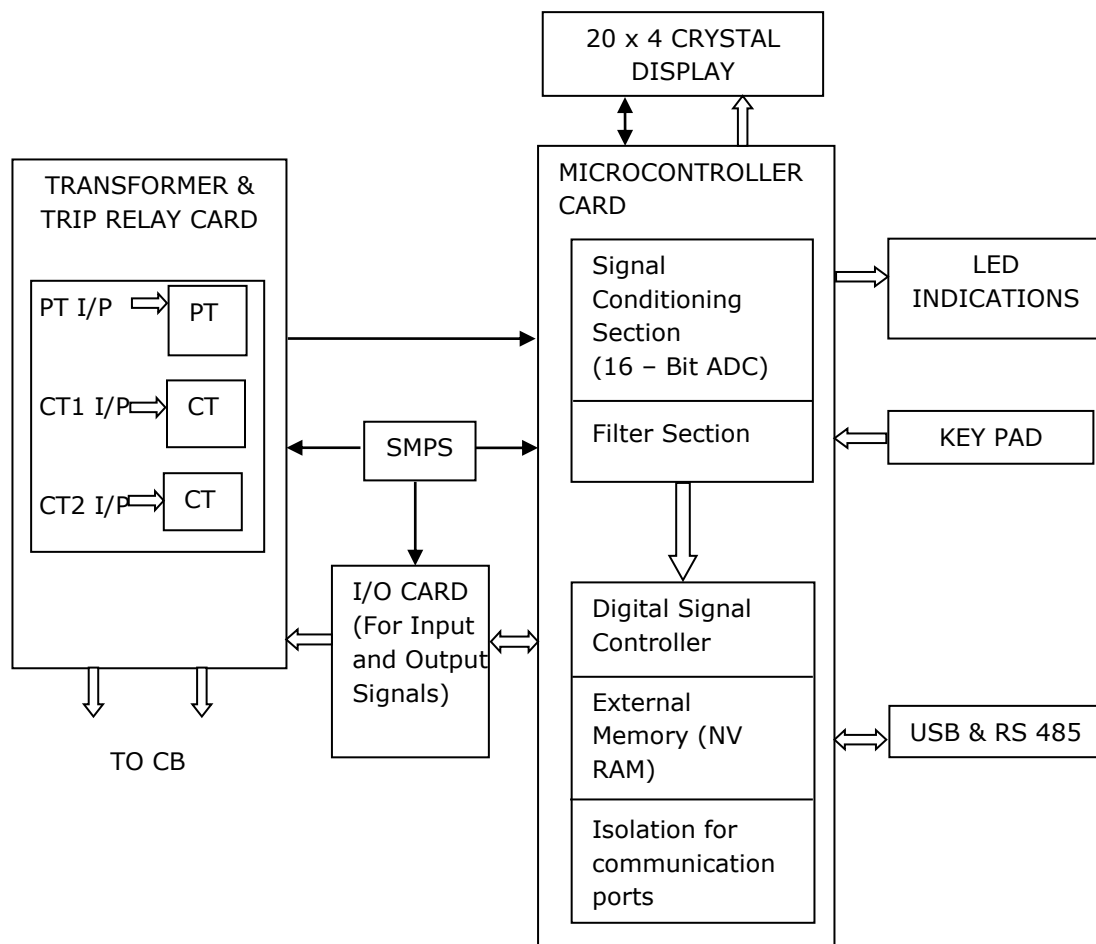 20 x 4 CRYSTAL
DISPLAY
TRANSFORMER &
TRIP RELAY CARD
PT I/P
PT
CT1 I/P
CT
CT2 I/P
CT
TO CB
SMPS
I/O CARD
(For Input
and Output
Signals)
MICROCONTROLLER
CARD
Signal
Conditioning
Section
(16 – Bit ADC)
Filter Section
Digital Signal
Controller
External
Memory (NV
RAM)
Isolation for
communication
ports
LED
INDICATIONS
KEY PAD
USB & RS 485